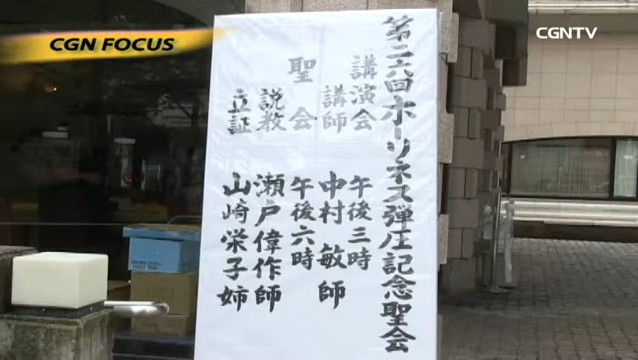 CGN FOCUS
CGNTV
第二六回ホーリネス弾圧記念聖会
講演会 午後三時
講師 中村 敏師
聖会 午後六時
説教 瀬戸偉作師
立証 山崎栄子姉